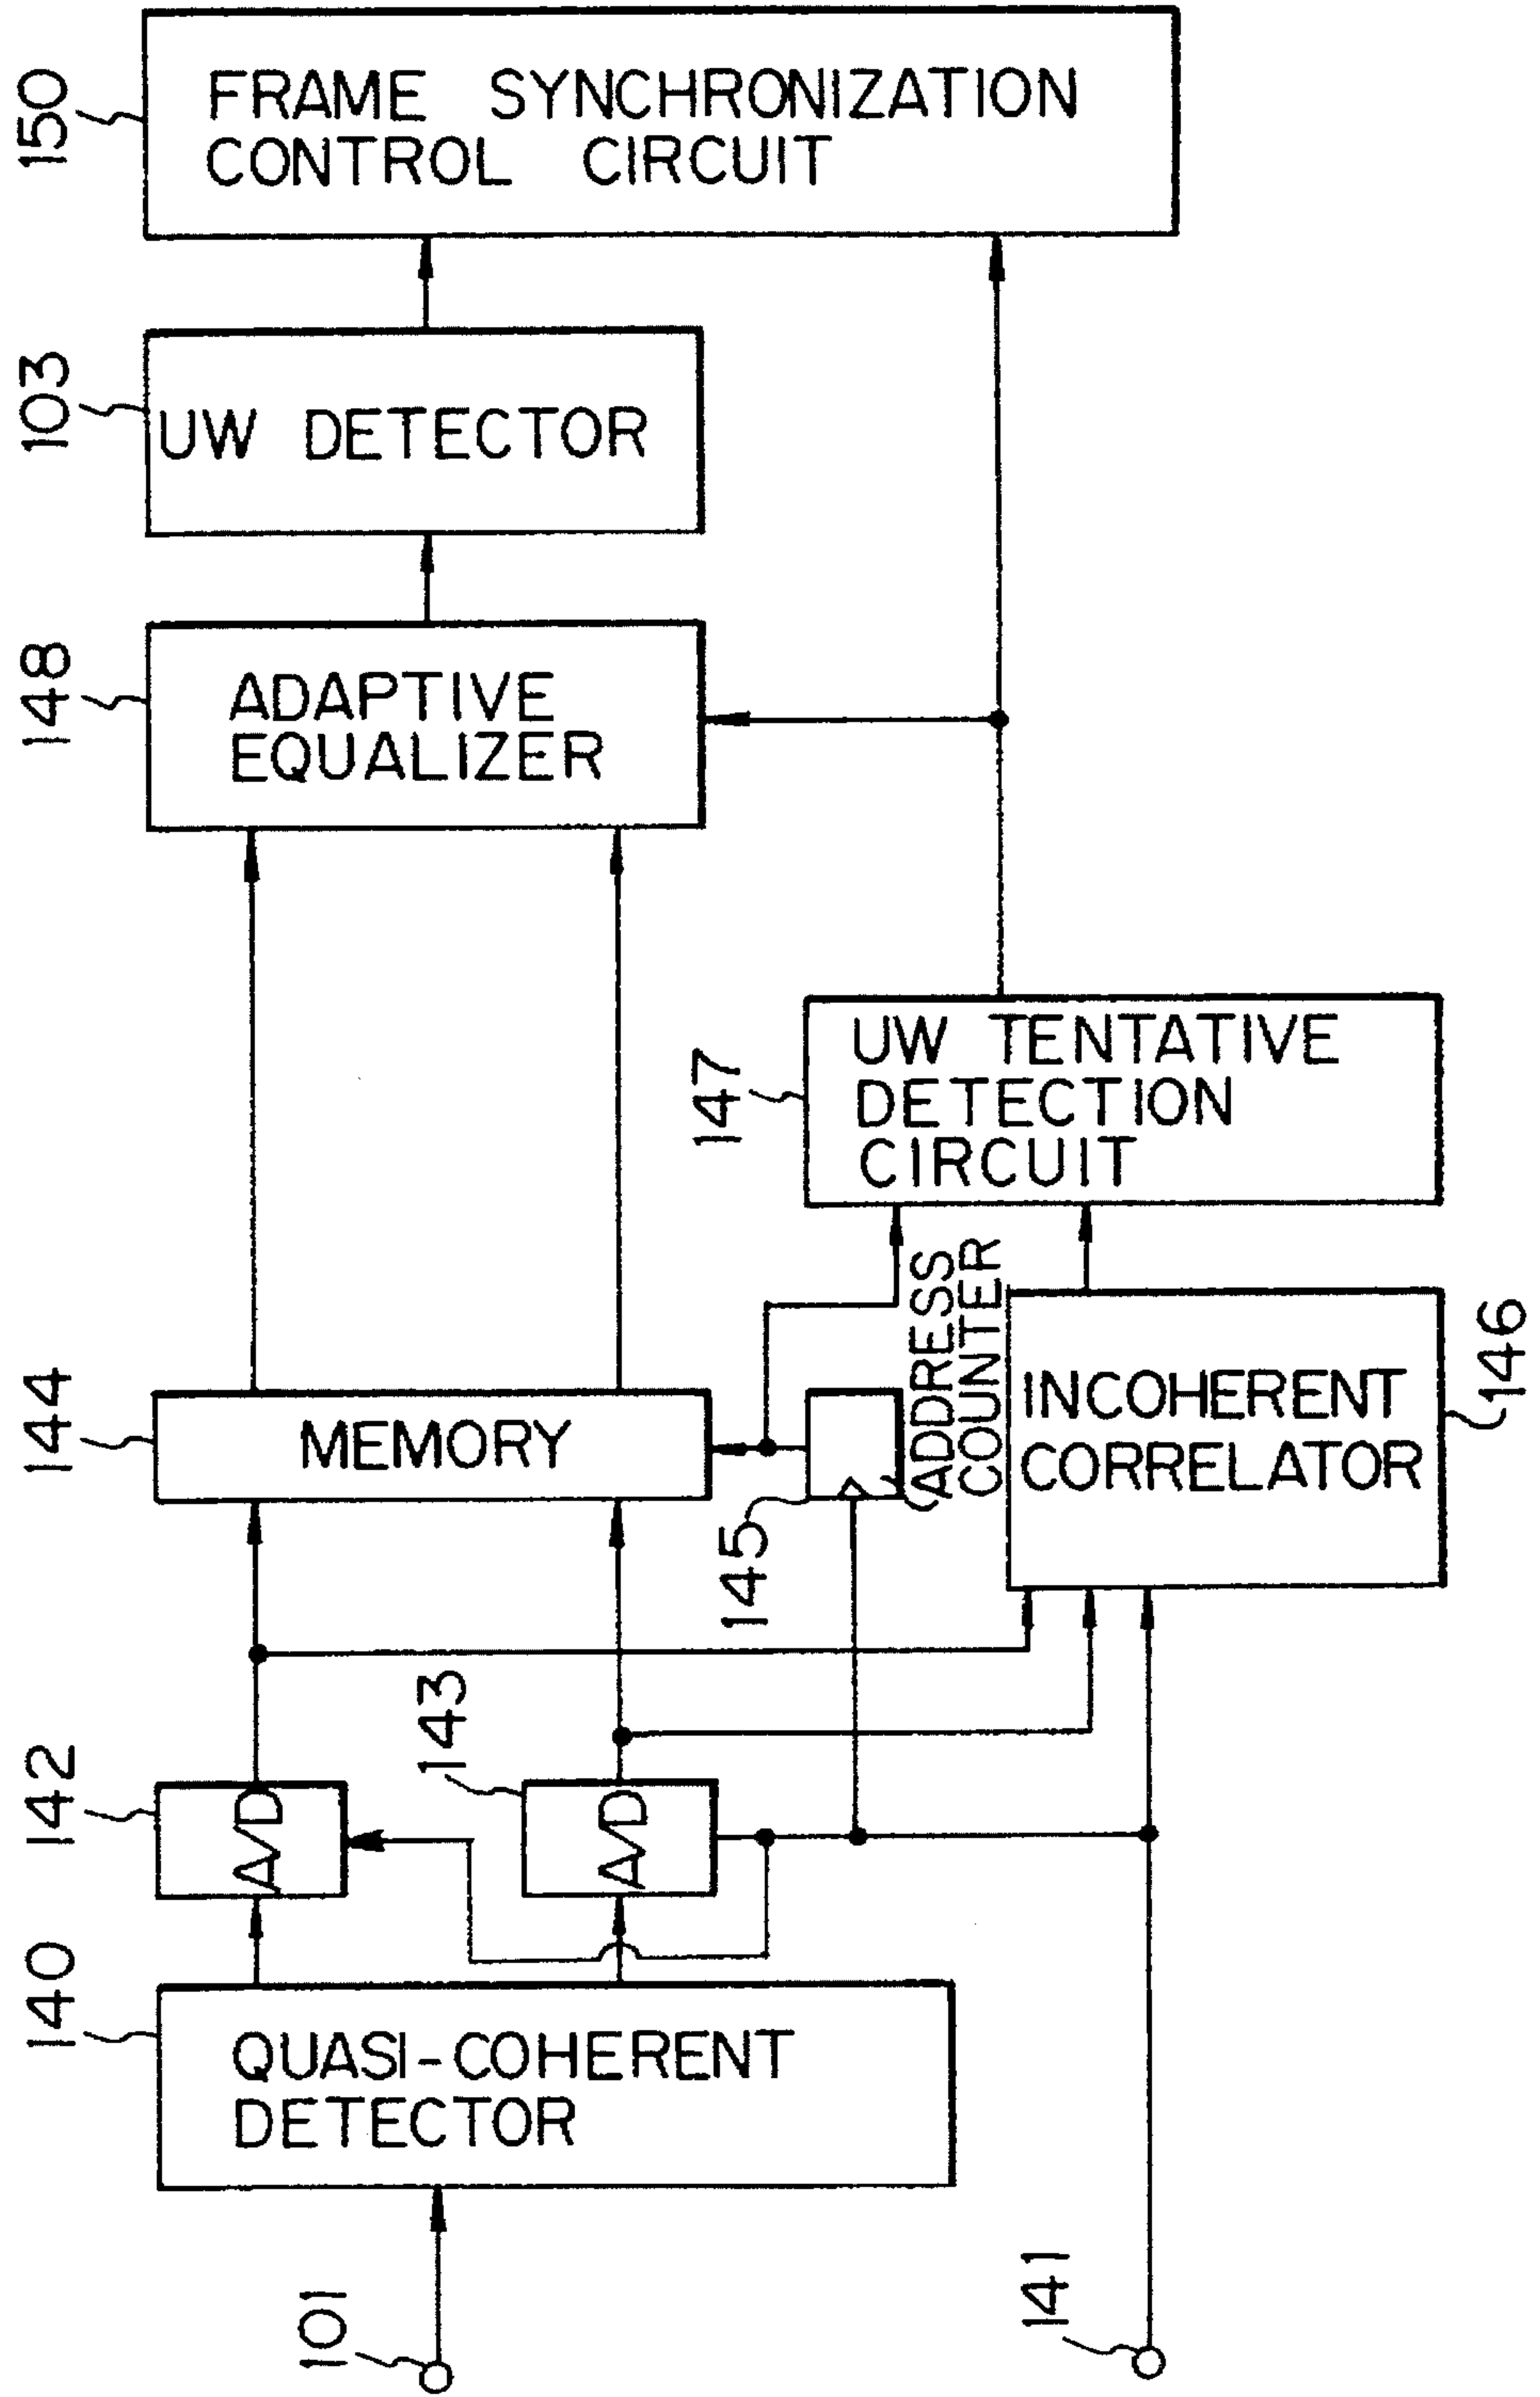 150
FRAME SYNCHRONIZATION
CONTROL CIRCUIT
103
UW DETECTOR
148
ADAPTIVE
EQUALIZER
147
UW TENTATIVE
DETECTION
CIRCUIT
144
MEMORY
145
ADDRESS
COUNTER
INCOHERENT
CORRELATOR
146
142
A/D
143
A/D
140
QUASI-COHERENT
DETECTOR
101
141